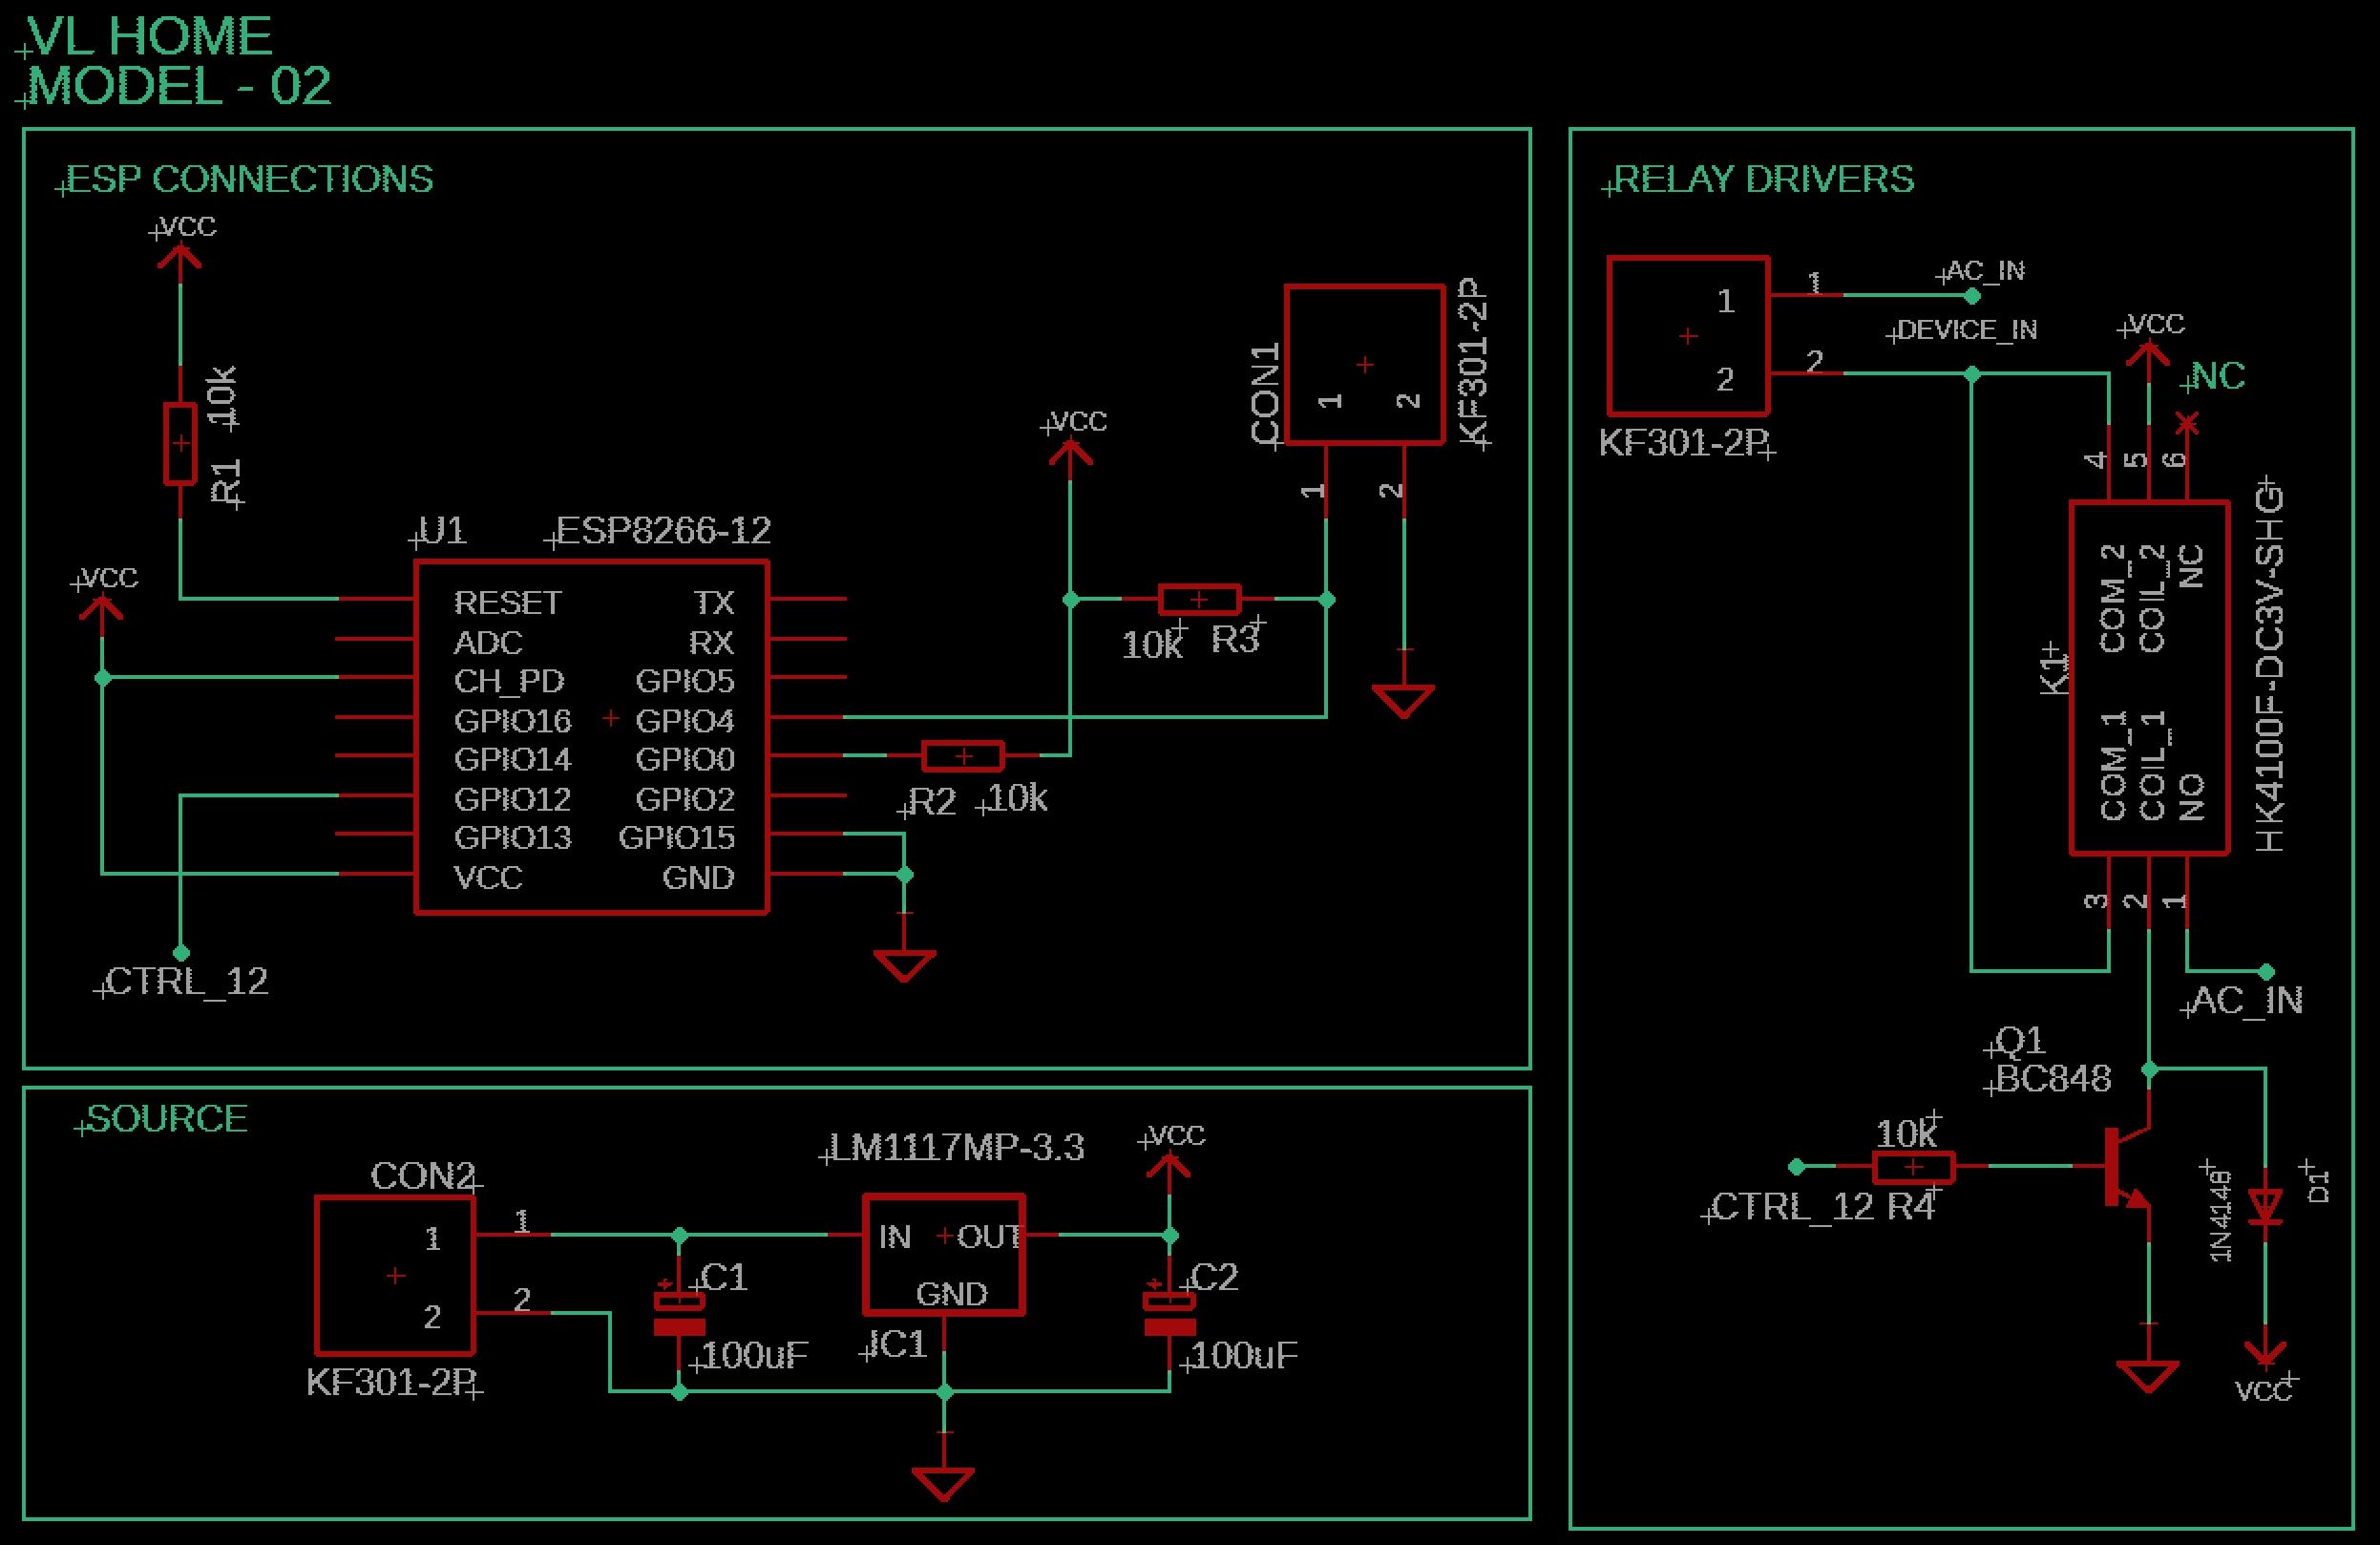 VL HOME
MODEL - 02
ESP CONNECTIONS
VCC
10k
R1
VCC
U1
ESP8266-12
RESET
ADC
CH_PD
GPIO16
GPIO14
GPIO12
GPIO13
VCC
TX
RX
GPIO5
GPIO4
GPIO0
GPIO2
GPIO15
GND
CTRL_12
VCC
10k
R3
R2
10k
CON1
KF301-2P
1
2
1
2
SOURCE
CON2
KF301-2P
1
2
1
2
C1
100uF
LM1117MP-3.3
IN
OUT
GND
IC1
VCC
C2
100uF
RELAY DRIVERS
1
2
1
2
KF301-2P
AC_IN
DEVICE_IN
VCC
NC
4
5
6
COM_2
COIL_2
NC
K1
HK4100F-DC3V-SHG
COM_1
COIL_1
NO
3
2
1
AC_IN
Q1
BC848
10k
CTRL_12
R4
1N4148
D1
VCC